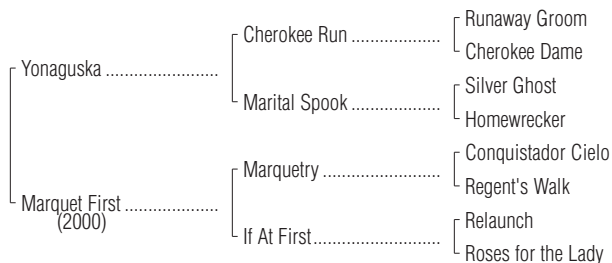 Runaway Groom
Cherokee Run ....................
Cherokee Dame
Yonaguska .........................
Silver Ghost
Marital Spook ....................
Homewrecker
Conquistador Cielo
Marquetry ..........................
Regent's Walk
Marquet First .....................
(2000)
Relaunch
If At First............................
Roses for the Lady